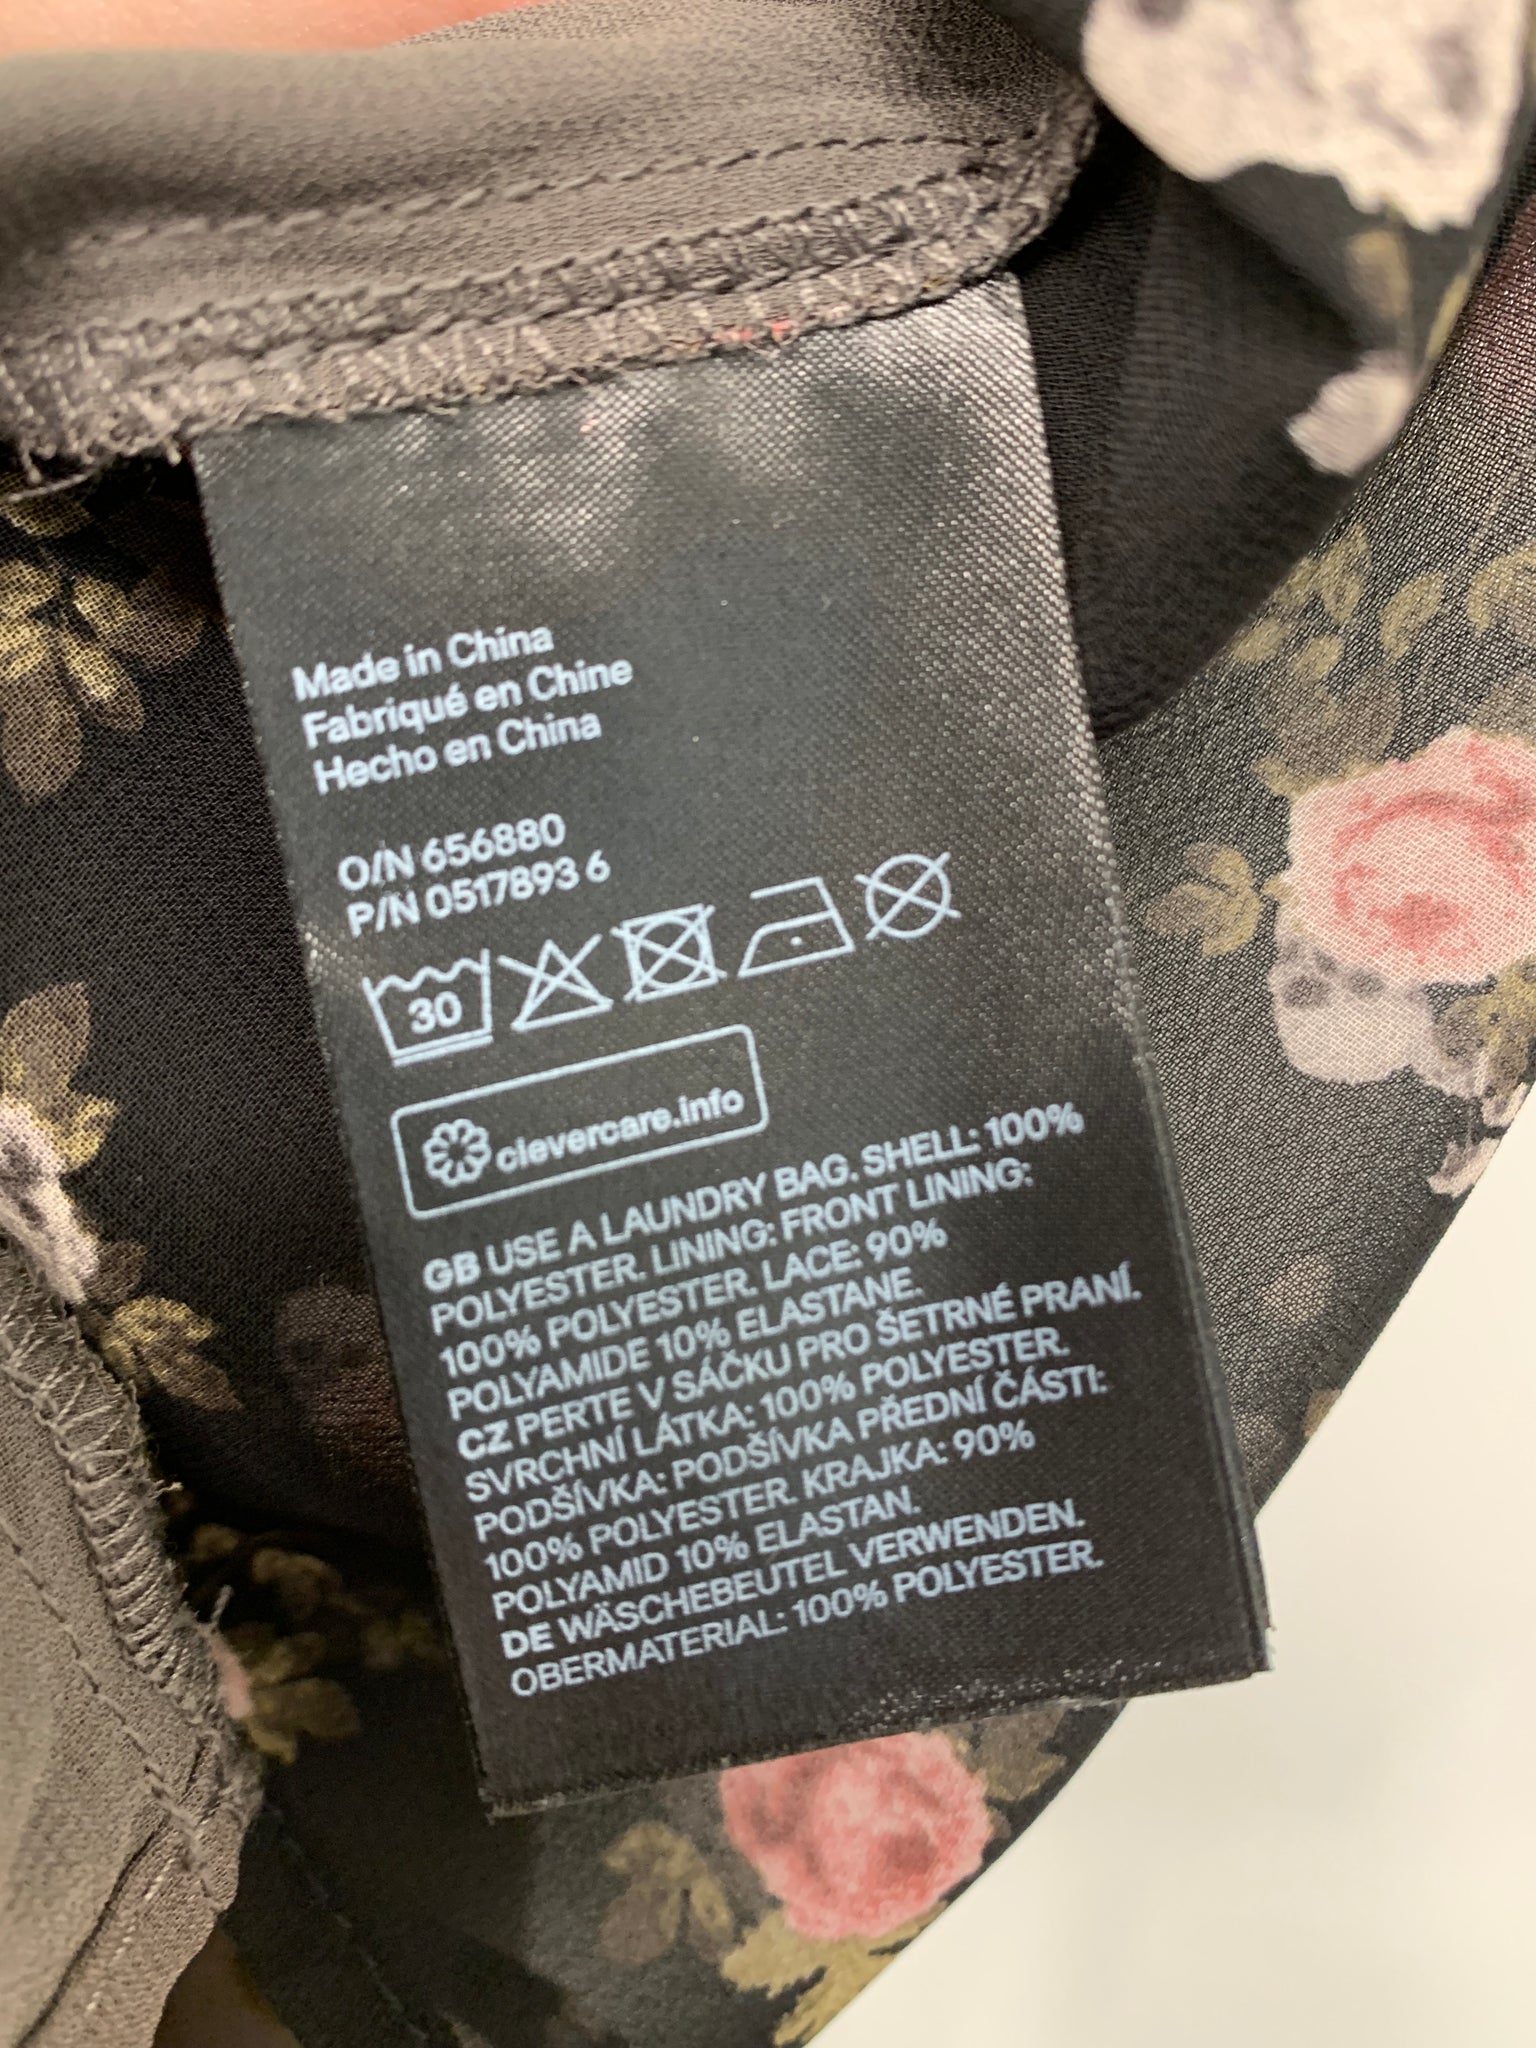 Made in China
Fabriqué en Chine
Hecho en China
O/N 656880
P/N 0517893 6
30
clevercare.info
GB USE A LAUNDRY BAG. SHELL: 100%
POLYESTER. LINING: FRONT LINING:
100% POLYESTER. LACE: 90%
POLYAMIDE 10% ELASTANE.
CZ PERTE V SÁČKU PRO ŠETRNÉ PRANÍ.
SVRCHNÍ LÁTKA: 100% POLYESTER.
PODŠÍVKA: PODŠÍVKA PŘEDNÍ ČÁSTI:
100% POLYESTER. KRAJKA: 90%
POLYAMID 10% ELASTAN.
DE WÄSCHEBEUTEL VERWENDEN.
OBERMATERIAL: 100% POLYESTER.